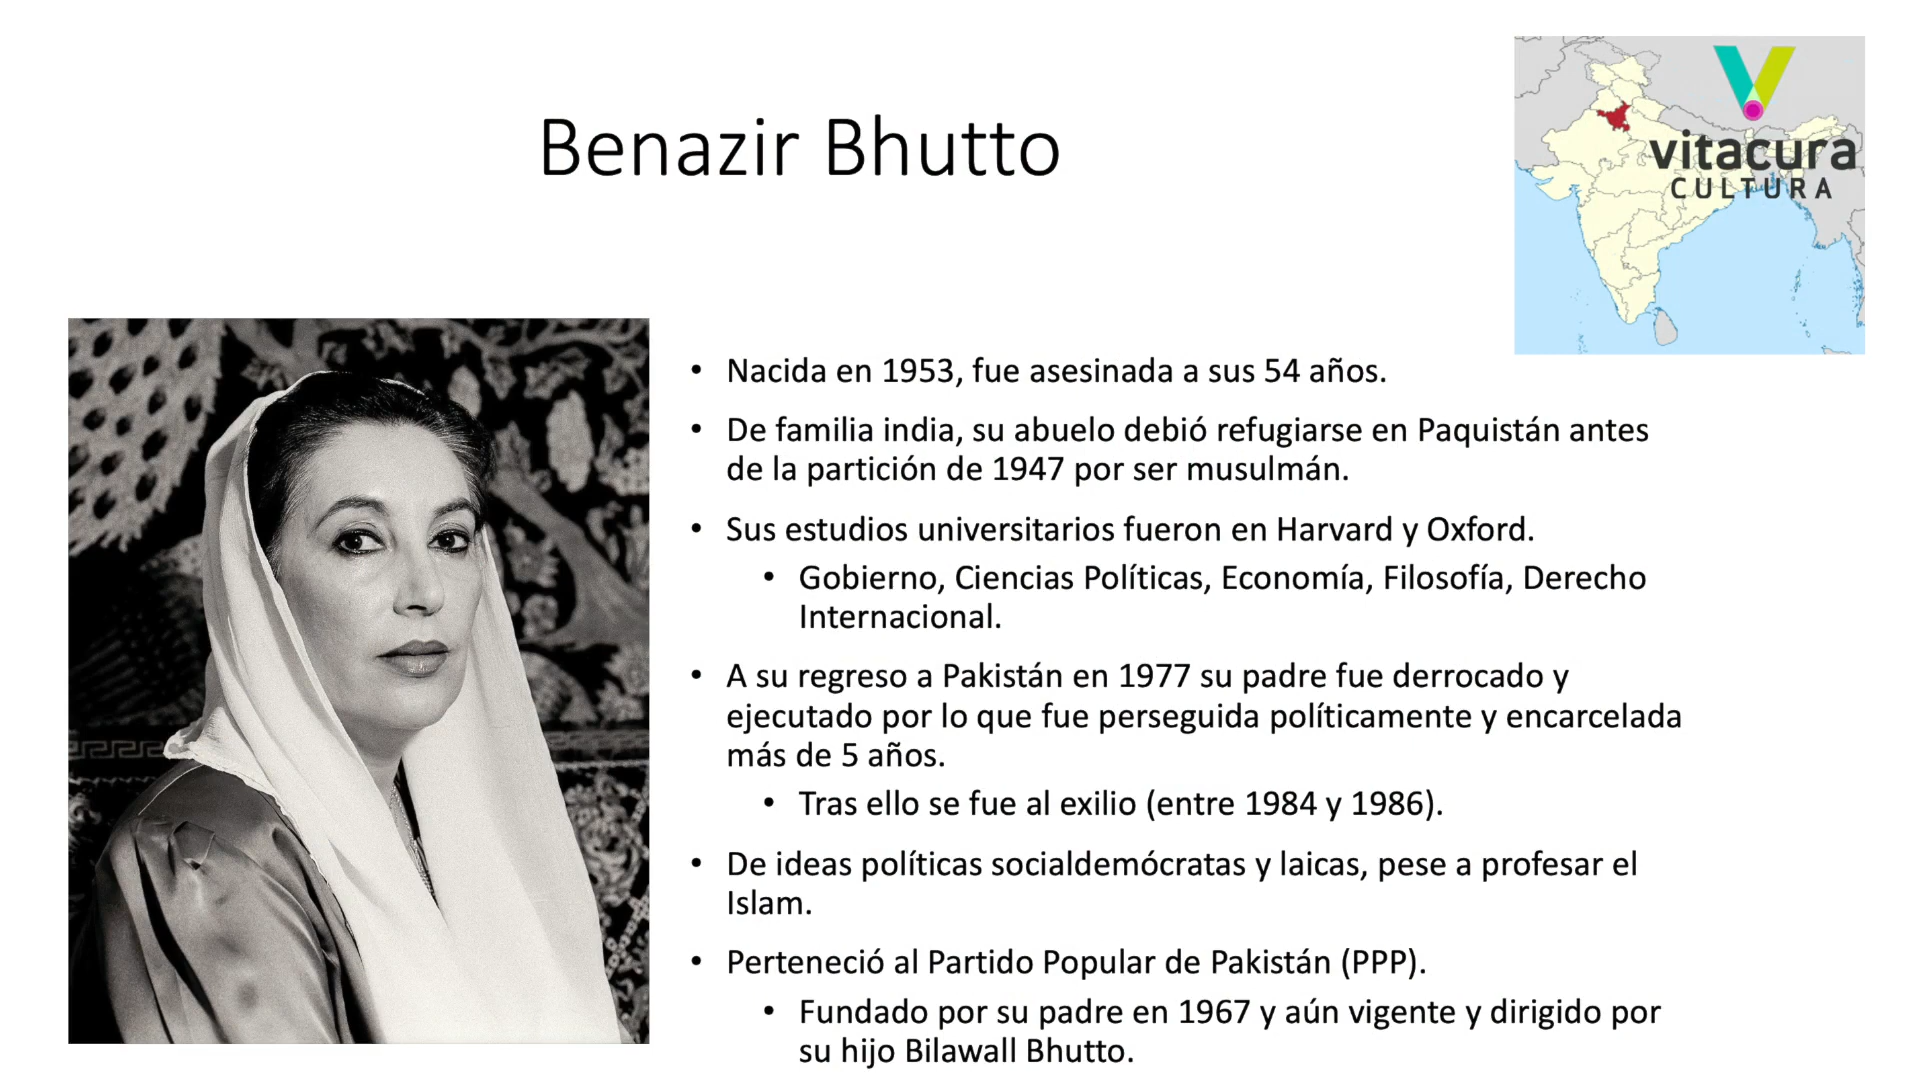 Benazir Bhutto
vitacura
CULTURA
• Nacida en 1953, fue asesinada a sus 54 años.
• De familia india, su abuelo debió refugiarse en Paquistán antes
de la partición de 1947 por ser musulmán.
• Sus estudios universitarios fueron en Harvard y Oxford.
• Gobierno, Ciencias Políticas, Economía, Filosofía, Derecho
Internacional.
• A su regreso a Pakistán en 1977 su padre fue derrocado y
ejecutado por lo que fue perseguida políticamente y encarcelada
más de 5 años.
• Tras ello se fue al exilio (entre 1984 y 1986).
• De ideas políticas socialdemócratas y laicas, pese a profesar el
Islam.
• Perteneció al Partido Popular de Pakistán (PPP).
• Fundado por su padre en 1967 y aún vigente y dirigido por
su hijo Bilawall Bhutto.